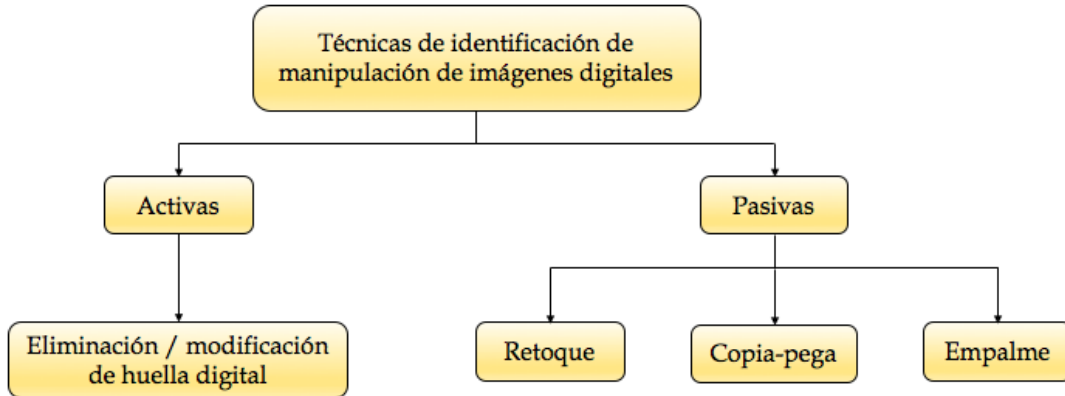 Técnicas de identificación de
manipulación de imágenes digitales
Activas
Pasivas
Eliminación / modificación
de huella digital
Retoque
Copia-pega
Empalme